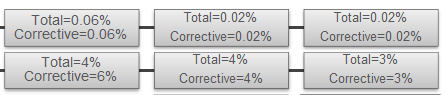 Total=0.06%
Corrective=0.06%
Total=0.02%
Corrective=0.02%
Total=0.02%
Corrective=0.02%
Total=4%
Corrective=6%
Total=4%
Corrective=4%
Total=3%
Corrective=3%